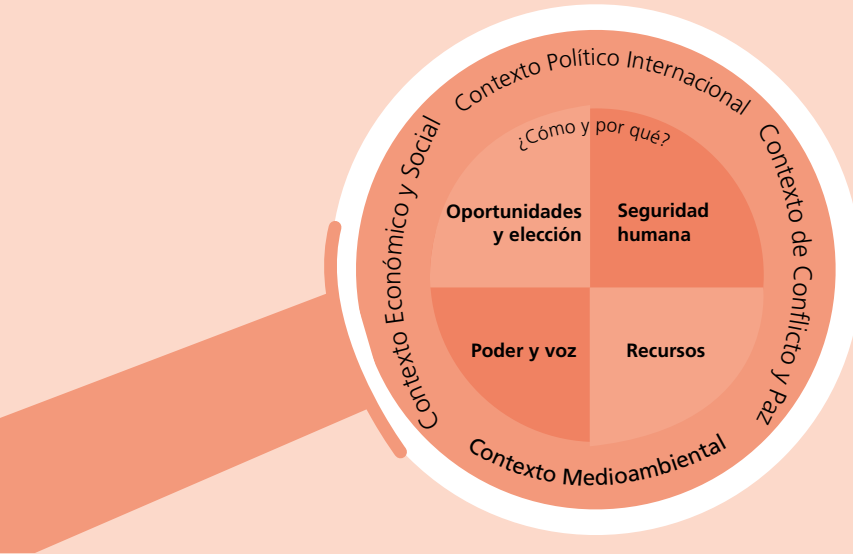 Contexto Político Internacional
Contexto Económico y Social
Contexto de Conflicto y Paz
¿Cómo y por qué?
Oportunidades
y elección
Seguridad
humana
Poder y voz
Recursos
Contexto Medioambiental